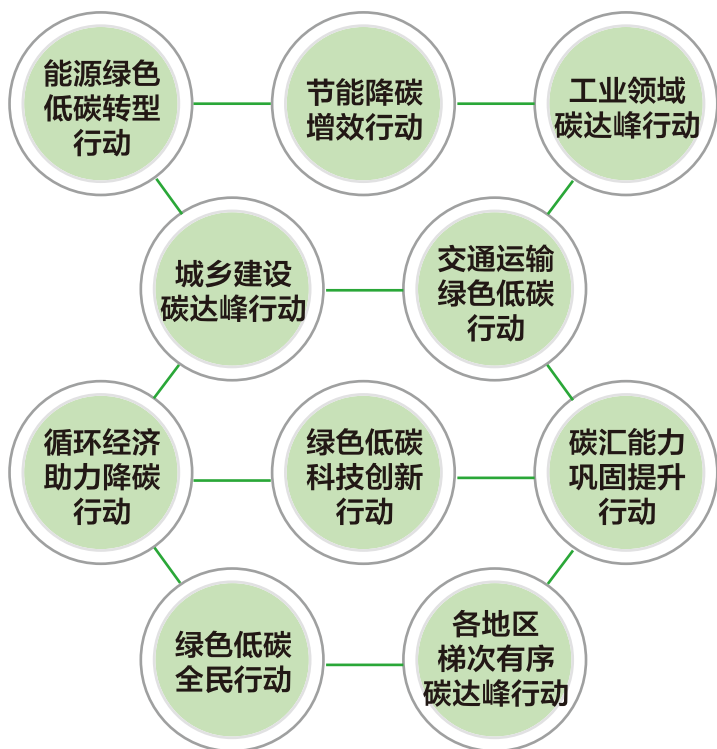 能源绿色
低碳转型
行动
节能降碳
增效行动
工业领域
碳达峰行动
城乡建设
碳达峰行动
交通运输
绿色低碳
行动
循环经济
助力降碳
行动
绿色低碳
科技创新
行动
碳汇能力
巩固提升
行动
绿色低碳
全民行动
各地区
梯次有序
碳达峰行动